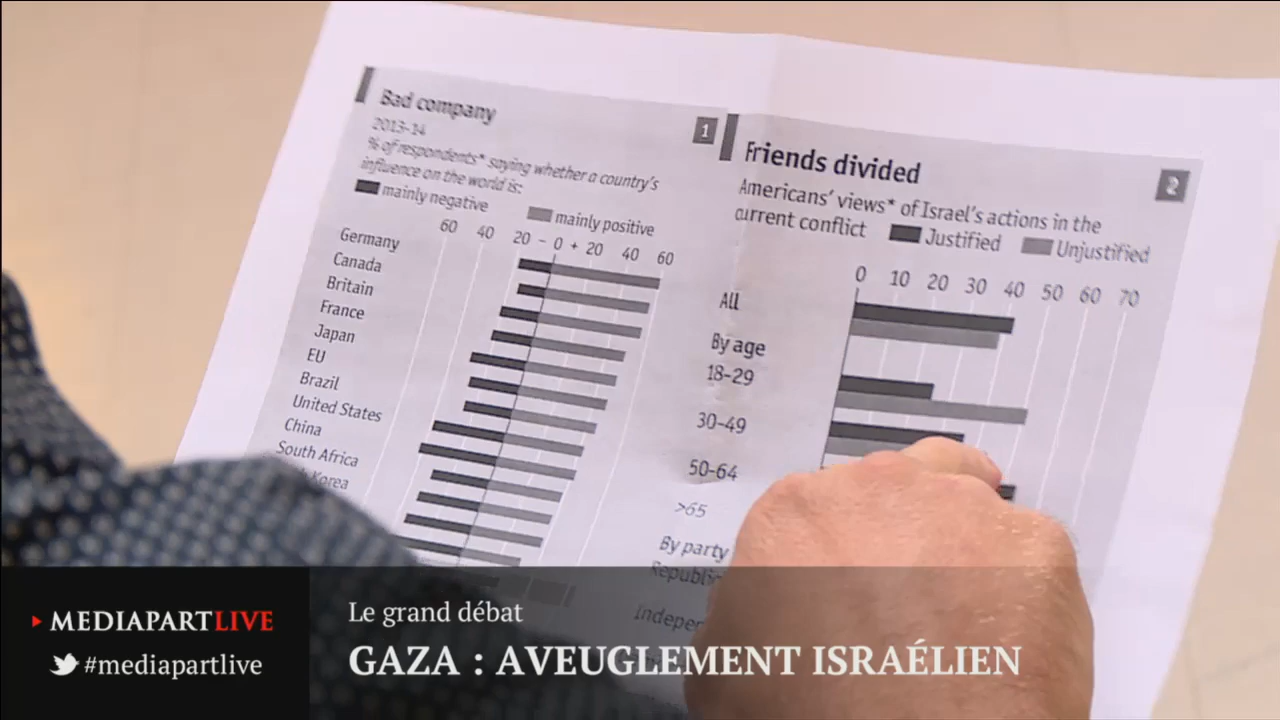 Bad company
1
2013-14
% of respondents* saying whether a country's
influence on the world is:
mainly negative
mainly positive
60 40 20 – 0 + 20 40 60
Germany
Canada
Britain
France
Japan
EU
Brazil
United States
China
South Africa
Korea
Friends divided
2
Americans' views* of Israel's actions in the
current conflict
Justified
Unjustified
0 10 20 30 40 50 60 70
All
By age
18–29
30–49
50–64
>65
By party
MEDIAPARTLIVE
#mediapartlive
Le grand débat
GAZA : AVEUGLEMENT ISRAÉLIEN